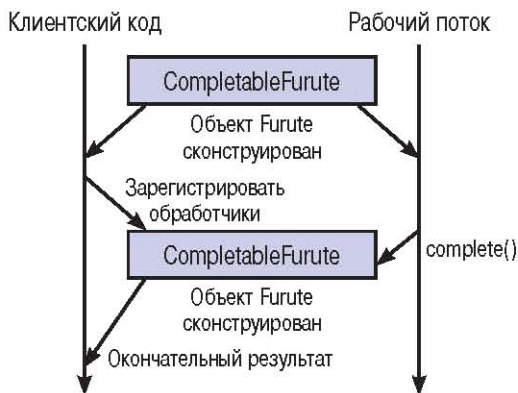 Клиентский код
Рабочий поток
CompletableFurute
Объект Furute
сконструирован
Зарегистрировать
обработчики
complete()
CompletableFurute
Объект Furute
сконструирован
Окончательный результат